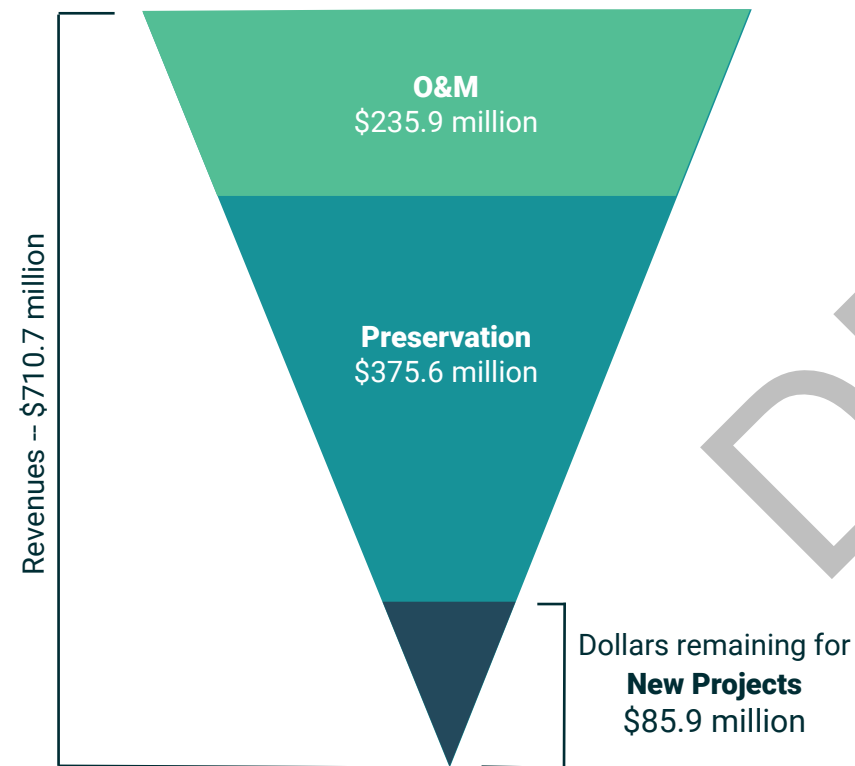 O&M
$235.9 million
Preservation
$375.6 million
Revenues – $710.7 million
Dollars remaining for
New Projects
$85.9 million